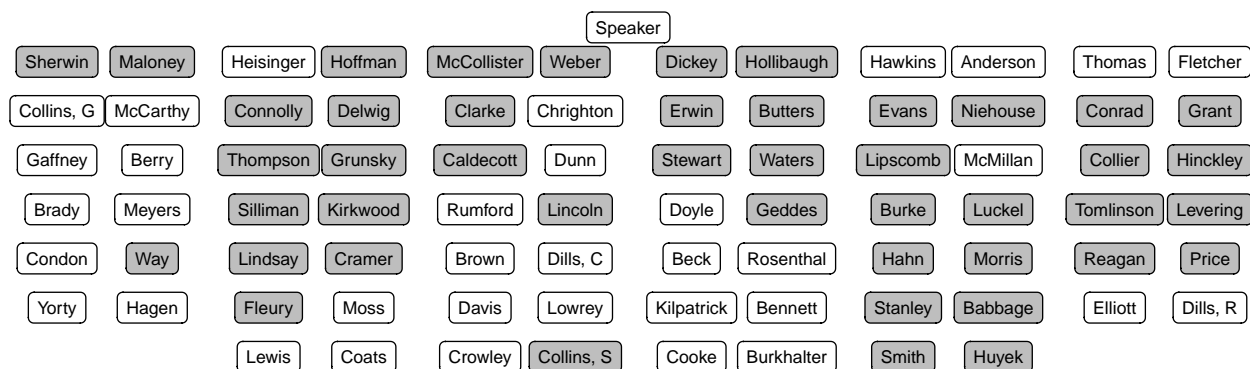 Speaker
Sherwin Maloney Heisinger Hoffman McCollister Weber Dickey Hollibaugh Hawkins Anderson Thomas Fletcher
Collins, G McCarthy Connolly Delwig Clarke Chrighton Erwin Butters Evans Niehouse Conrad Grant
Gaffney Berry Thompson Grunsky Caldecott Dunn Stewart Waters Lipscomb McMillan Collier Hinckley
Brady Meyers Silliman Kirkwood Rumford Lincoln Doyle Geddes Burke Luckel Tomlinson Levering
Condon Way Lindsay Cramer Brown Dills, C Beck Rosenthal Hahn Morris Reagan Price
Yorty Hagen Fleury Moss Davis Lowrey Kilpatrick Bennett Stanley Babbage Elliott Dills, R
Lewis Coats Crowley Collins, S Cooke Burkhalter Smith Huyek